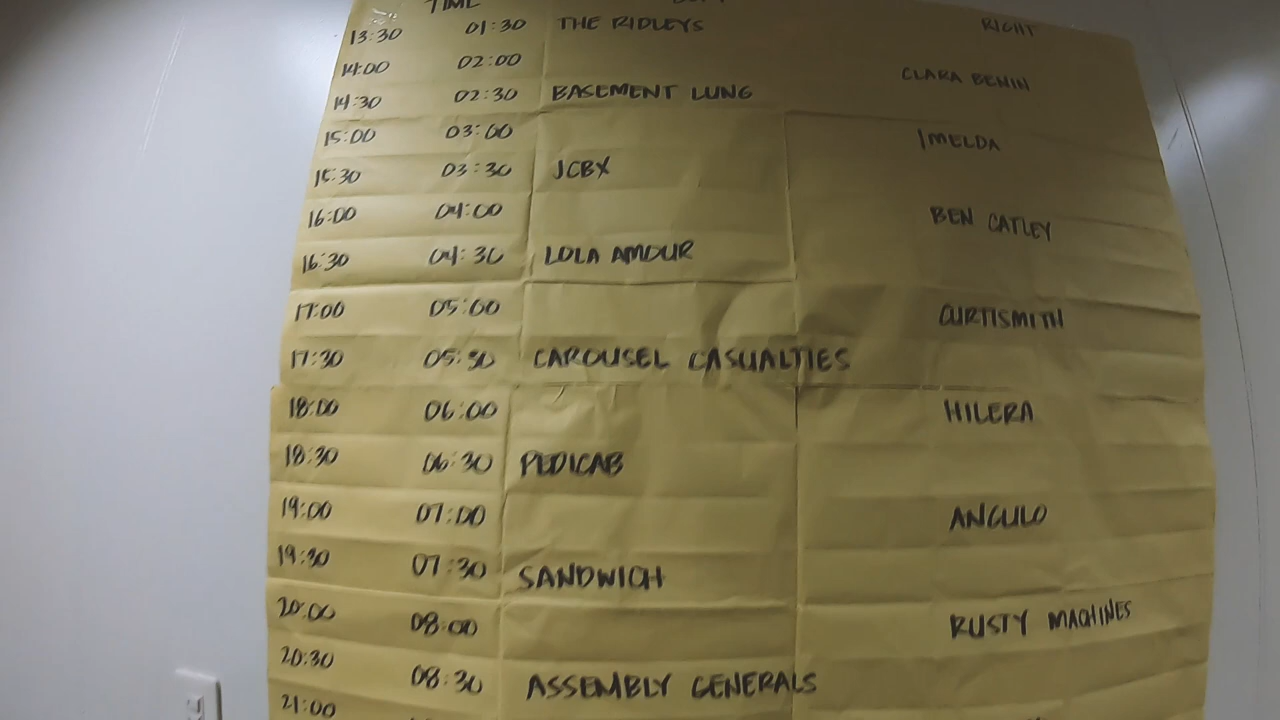 TIME
13:30 01:30 THE RIDLEYS RIGHT
14:00 02:00 CLARA BENIN
14:30 02:30 BASEMENT LUNG
15:00 03:00 IMELDA
15:30 03:30 JCBX
16:00 04:00 BEN CATLEY
16:30 04:30 LOLA AMOUR
17:00 05:00 CURTISMITH
17:30 05:30 CAROUSEL CASUALTIES
18:00 06:00 HILERA
18:30 06:30 PEDICAB
19:00 07:00 ANGULO
19:30 07:30 SANDWICH
20:00 08:00 RUSTY MACHINES
20:30 08:30 ASSEMBLY GENERALS
21:00